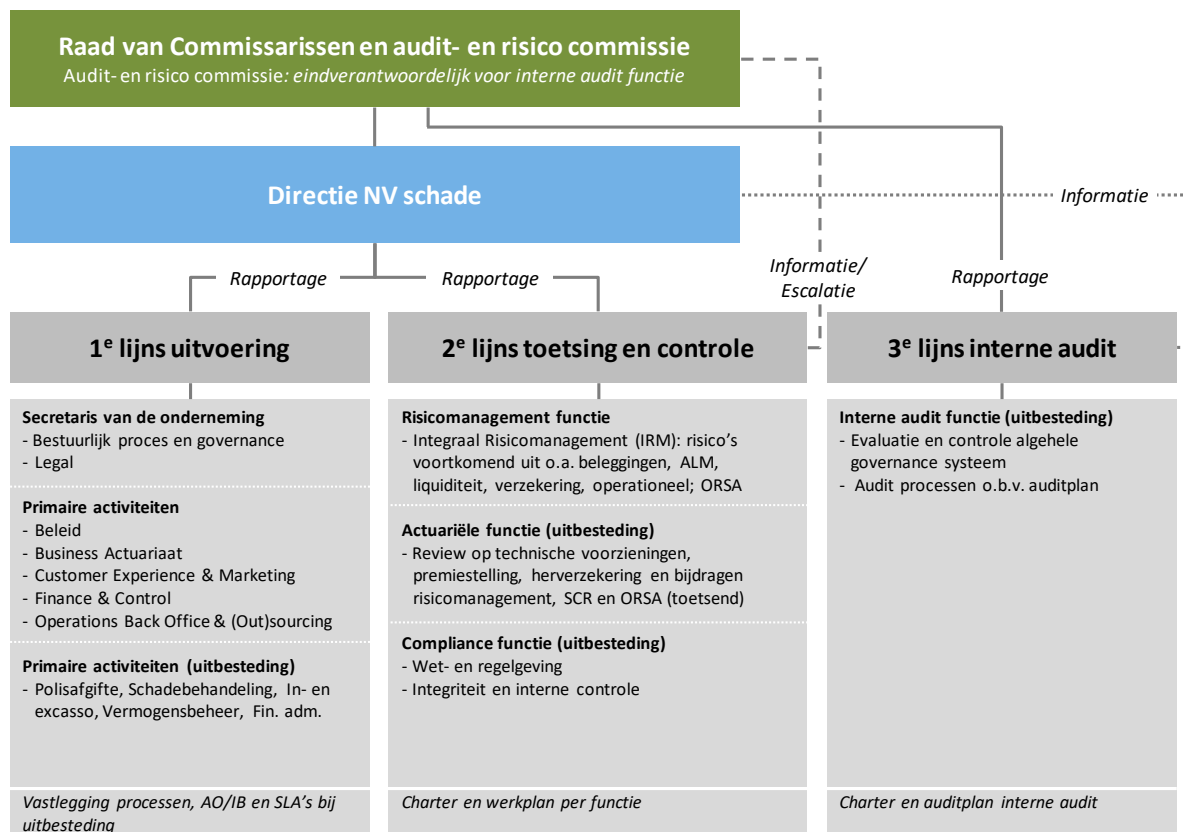 Raad van Commissarissen en audit- en risico commissie
Audit- en risico commissie: eindverantwoordelijk voor interne audit functie
Directie NV schade
Informatie
Rapportage
Rapportage
Informatie/
Escalatie
Rapportage
1e lijns uitvoering
2e lijns toetsing en controle
3e lijns interne audit
Secretaris van de onderneming
- Bestuurlijk proces en governance
- Legal
Primaire activiteiten
- Beleid
- Business Actuariaat
- Customer Experience & Marketing
- Finance & Control
- Operations Back Office & (Out)sourcing
Primaire activiteiten (uitbesteding)
- Polisafgifte, Schadebehandeling, In- en
excasso, Vermogensbeheer, Fin. adm.
Vastlegging processen, AO/IB en SLA's bij
uitbesteding
Risicomanagement functie
- Integraal Risicomanagement (IRM): risico's
voortkomend uit o.a. beleggingen, ALM,
liquiditeit, verzekering, operationeel; ORSA
Actuariële functie (uitbesteding)
- Review op technische voorzieningen,
premiestelling, herverzekering en bijdragen
risicomanagement, SCR en ORSA (toetsend)
Compliance functie (uitbesteding)
- Wet- en regelgeving
- Integriteit en interne controle
Charter en werkplan per functie
Interne audit functie (uitbesteding)
- Evaluatie en controle algehele
governance systeem
- Audit processen o.b.v. auditplan
Charter en auditplan interne audit